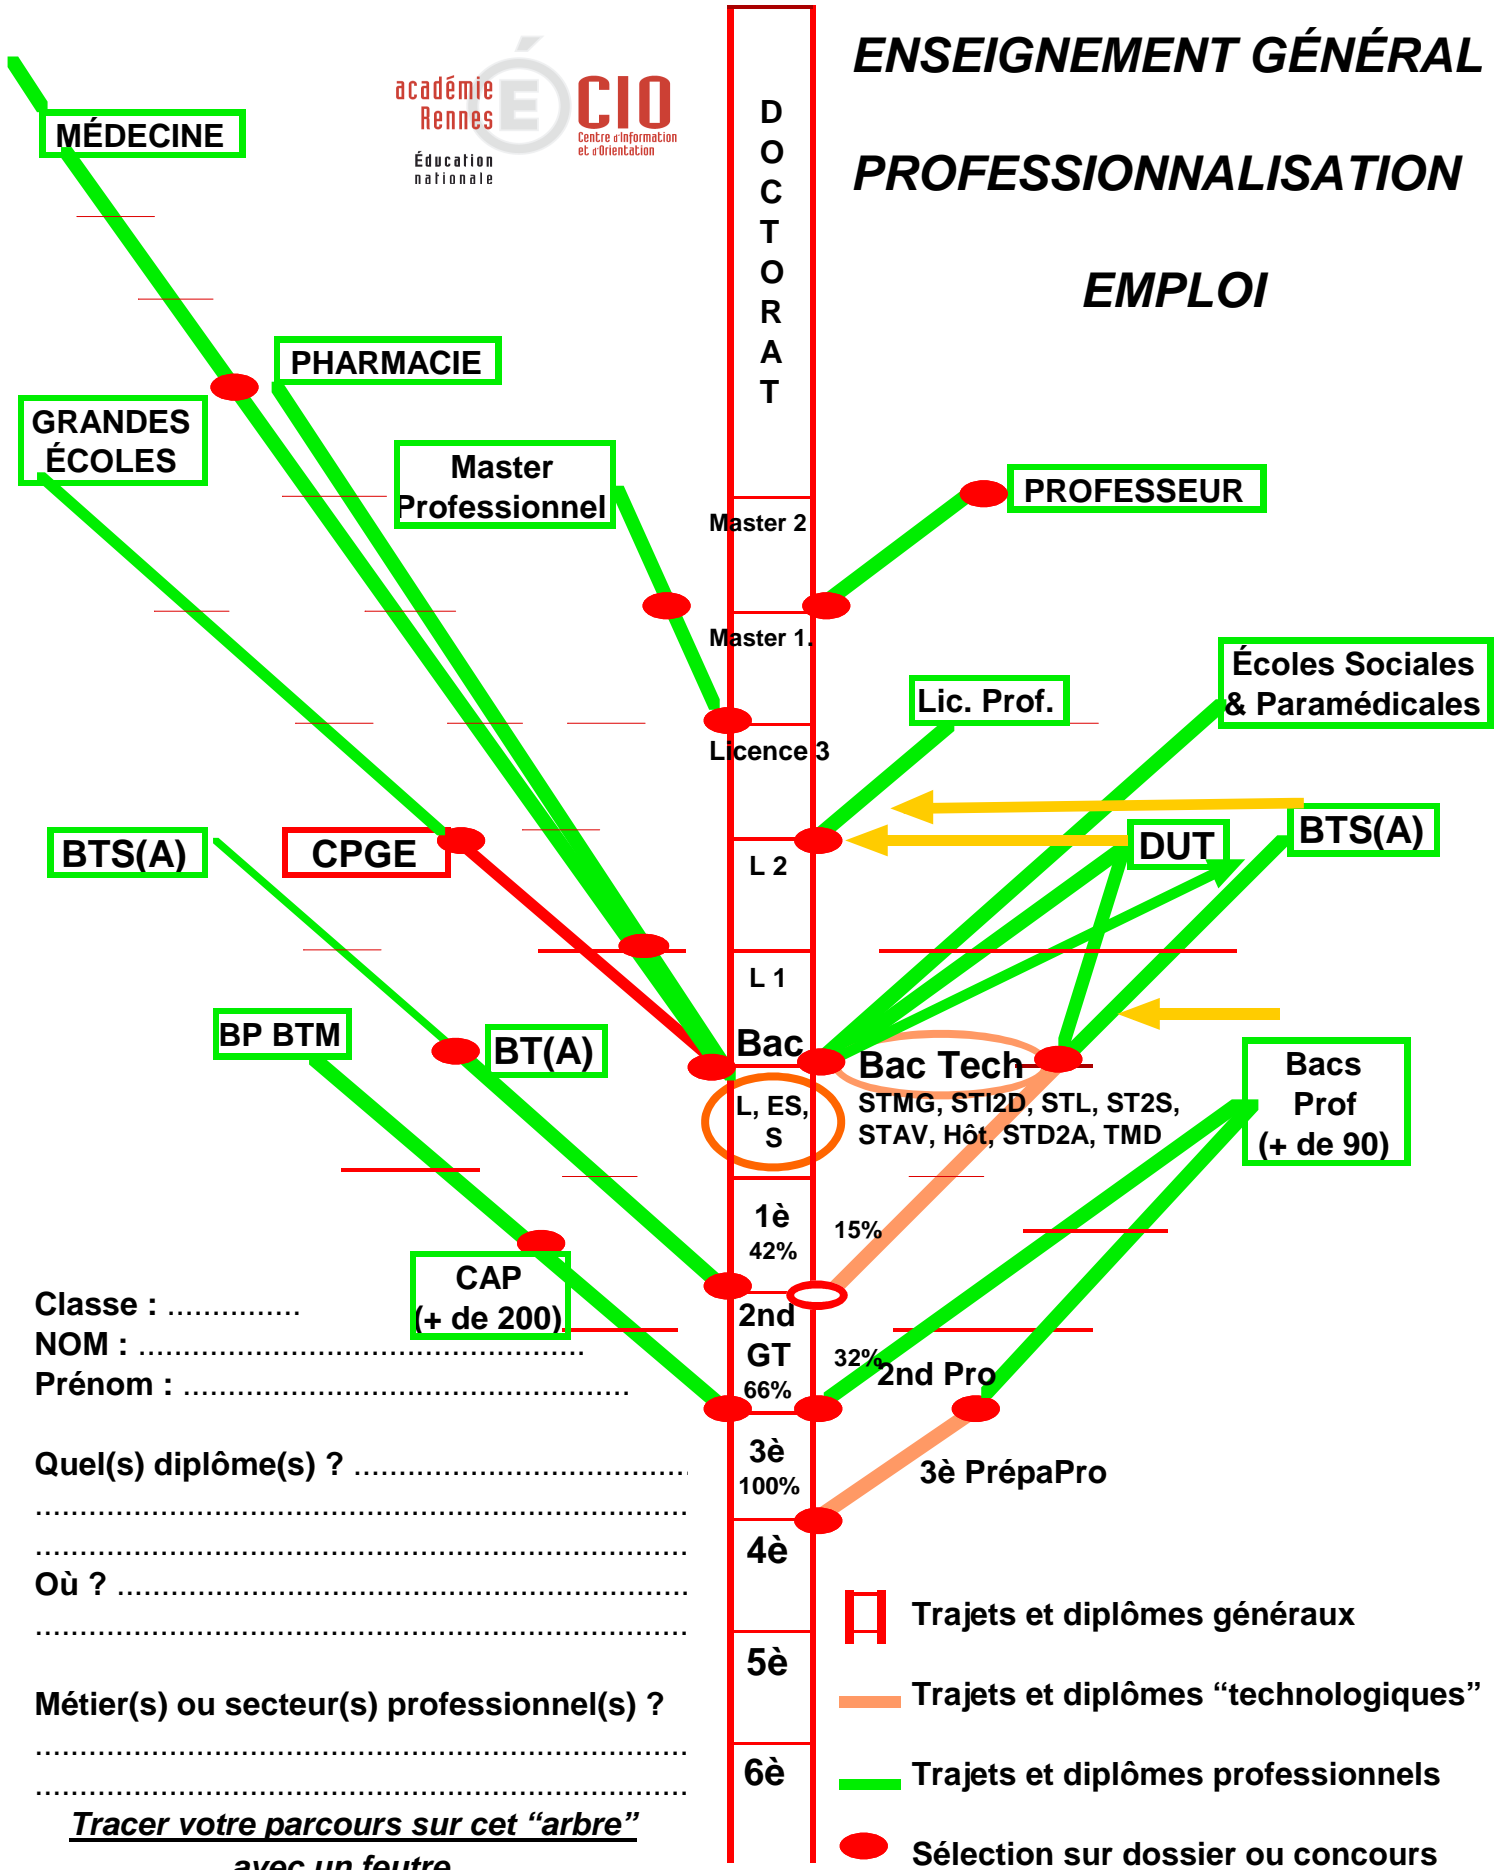 ENSEIGNEMENT GÉNÉRAL
PROFESSIONNALISATION
EMPLOI
académie
Rennes
Éducation
nationale
É
CIO
Centre d'Information
et d'Orientation
D
O
C
T
O
R
A
T
MÉDECINE
PHARMACIE
GRANDES
ÉCOLES
Master
Professionnel
Master 2
PROFESSEUR
Master 1.
Écoles Sociales
& Paramédicales
Lic. Prof.
Licence 3
BTS(A)
CPGE
L 2
DUT
BTS(A)
L 1
BP BTM
BT(A)
Bac
Bac Tech
STMG, STI2D, STL, ST2S,
STAV, Hôt, STD2A, TMD
L, ES,
S
Bacs
Prof
(+ de 90)
1è
42%
15%
CAP
(+ de 200)
2nd
GT
66%
32%
2nd Pro
3è
100%
3è PrépaPro
4è
5è
6è
Classe : ...............
NOM : ..................................................
Prénom : ..................................................
Quel(s) diplôme(s) ? .....................................
.........................................................................
.........................................................................
Où ? ................................................................
.........................................................................
Métier(s) ou secteur(s) professionnel(s) ?
.........................................................................
.........................................................................
Tracer votre parcours sur cet “arbre”
avec un feutre
Trajets et diplômes généraux
Trajets et diplômes “technologiques”
Trajets et diplômes professionnels
Sélection sur dossier ou concours